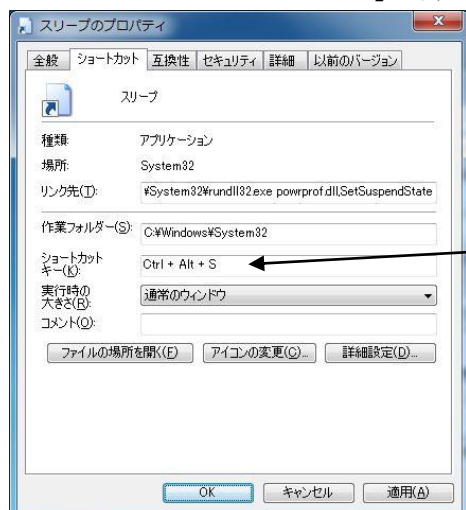 スリープのプロパティ
全般 ショートカット 互換性 セキュリティ 詳細 以前のバージョン
スリープ
種類: アプリケーション
場所: System32
リンク先(T): ¥System32¥rundll32.exe powrprof.dll,SetSuspendState
作業フォルダー(S): C:¥Windows¥System32
ショートカット
キー(K): Ctrl + Alt + S
実行時の
大きさ(R): 通常のウィンドウ
コメント(O):
ファイルの場所を開く(F) アイコンの変更(C)... 詳細設定(D)...
OK キャンセル 適用(A)